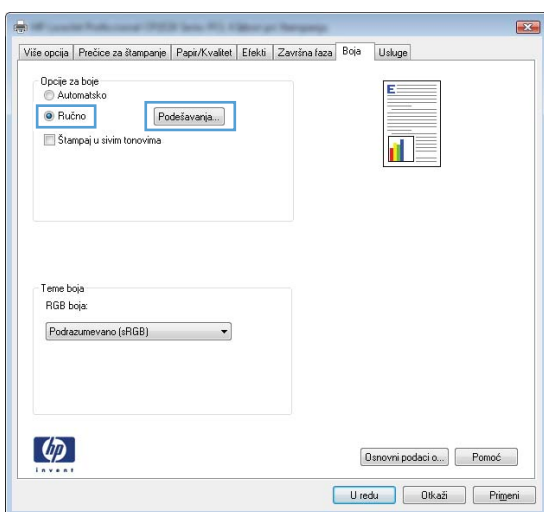 Više opcija Prečice za štampanje Papir/Kvalitet Efekti Završna faza Boja Usluge
Opcije za boje
Automatsko
Ručno Podešavanja...
Štampaj u sivim tonovima
E
Teme boja
RGB boja:
Podrazumevano (sRGB)
hp
invent
Osnovni podaci o... Pomoć
U redu Otkaži Primeni